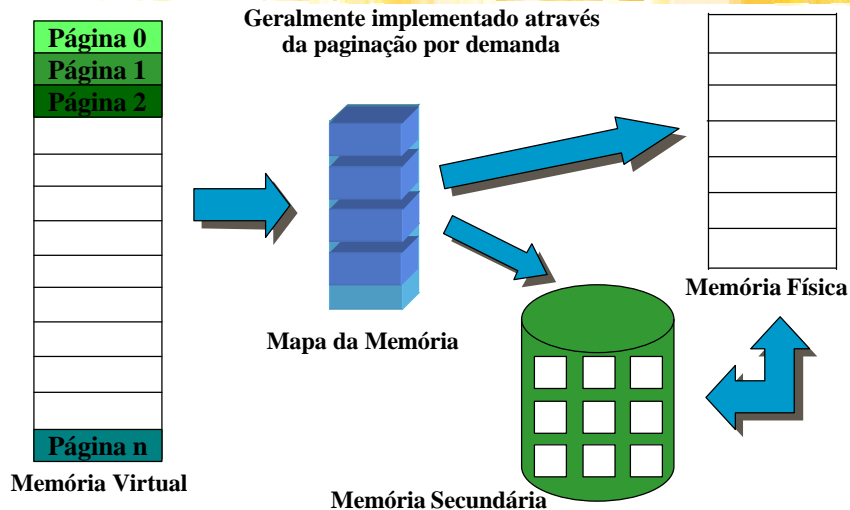 Geralmente implementado através
da paginação por demanda
Página 0
Página 1
Página 2
Página n
Memória Virtual
Mapa da Memória
Memória Física
Memória Secundária